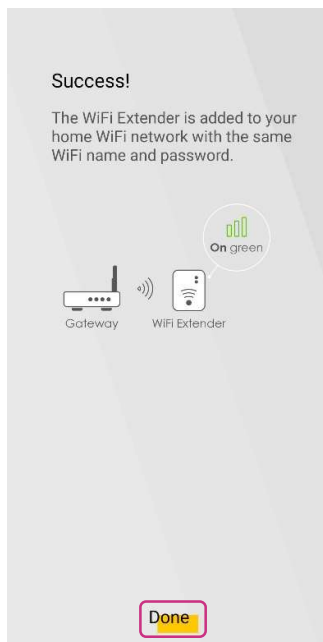 Success!
The WiFi Extender is added to your
home WiFi network with the same
WiFi name and password.
On green
Gateway
WiFi Extender
Done